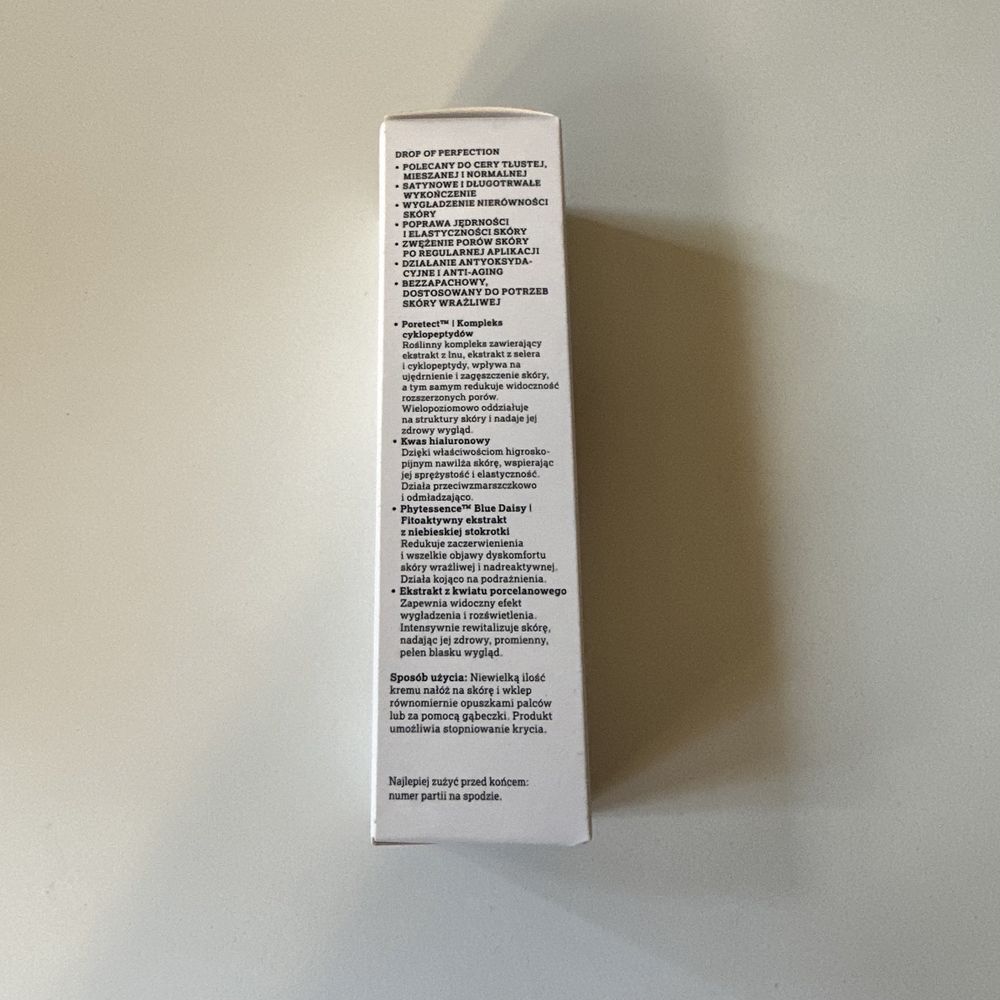 DROP OF PERFECTION
• POLECANY DO CERY TŁUSTEJ,
MIESZANEJ I NORMALNEJ
• SATYNOWE I DŁUGOTRWAŁE
WYKOŃCZENIE
• WYGŁADZENIE NIERÓWNOŚCI
SKÓRY
• POPRAWA JĘDRNOŚCI
I ELASTYCZNOŚCI SKÓRY
• ZWĘŻENIE PORÓW SKÓRY
PO REGULARNEJ APLIKACJI
• DZIAŁANIE ANTYOKSYDA-
CYJNE I ANTI-AGING
• BEZZAPACHOWY,
DOSTOSOWANY DO POTRZEB
SKÓRY WRAŻLIWEJ
• Poretect™ | Kompleks
cyklopeptydów
Roślinny kompleks zawierający
ekstrakt z lnu, ekstrakt z selera
i cyklopeptydy, wpływa na
ujędrnienie i zagęszczenie skóry,
a tym samym redukuje widoczność
rozszerzonych porów.
Wielopoziomowo oddziałuje
na struktury skóry i nadaje jej
zdrowy wygląd.
• Kwas hialuronowy
Dzięki właściwościom higrosko-
pijnym nawilża skórę, wspierając
jej sprężystość i elastyczność.
Działa przeciwzmarszczkowo
i odmładzająco.
• Phytessence™ Blue Daisy |
Fitoaktywny ekstrakt
z niebieskiej stokrotki
Redukuje zaczerwienienia
i wszelkie objawy dyskomfortu
skóry wrażliwej i nadreaktywnej.
Działa kojąco na podrażnienia.
• Ekstrakt z kwiatu porcelanowego
Zapewnia widoczny efekt
wygładzenia i rozświetlenia.
Intensywnie rewitalizuje skórę,
nadając jej zdrowy, promienny,
pełen blasku wygląd.
Sposób użycia: Niewielką ilość
kremu nałóż na skórę i wklep
równomiernie opuszkami palców
lub za pomocą gąbeczki. Produkt
umożliwia stopniowanie krycia.
Najlepiej zużyć przed końcem:
numer partii na spodzie.